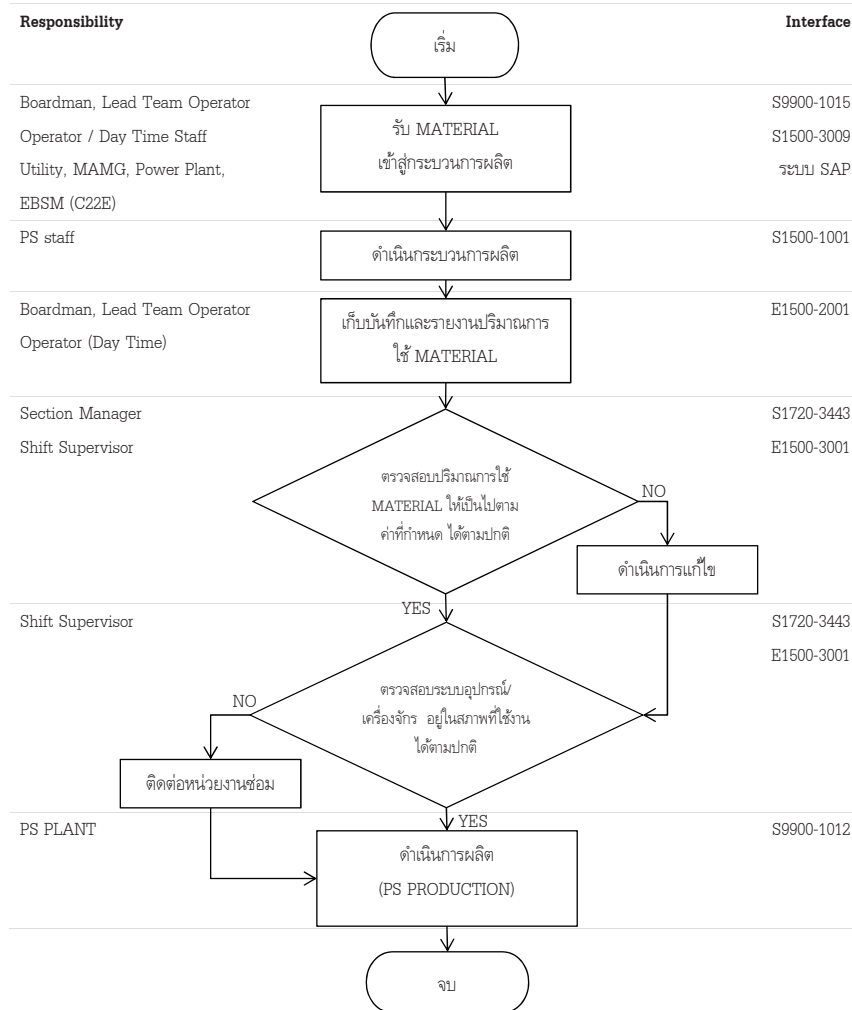 Responsibility
Interface
เริ่ม
Boardman, Lead Team Operator
Operator / Day Time Staff
Utility, MAMG, Power Plant,
EBSM (C22E)
รับ MATERIAL
เข้าสู่กระบวนการผลิต
S9900-1015
S1500-3009
ระบบ SAP
PS staff
ดำเนินกระบวนการผลิต
S1500-1001
Boardman, Lead Team Operator
Operator (Day Time)
เก็บบันทึกและรายงานปริมาณการ
ใช้ MATERIAL
E1500-2001
Section Manager
Shift Supervisor
S1720-3443
E1500-3001
ตรวจสอบปริมาณการใช้
MATERIAL ให้เป็นไปตาม
ค่าที่กำหนด ได้ตามปกติ
NO
ดำเนินการแก้ไข
YES
Shift Supervisor
S1720-3443
E1500-3001
ตรวจสอบระบบอุปกรณ์/
เครื่องจักร อยู่ในสภาพที่ใช้งาน
ได้ตามปกติ
NO
ติดต่อหน่วยงานซ่อม
YES
PS PLANT
ดำเนินการผลิต
(PS PRODUCTION)
S9900-1012
จบ